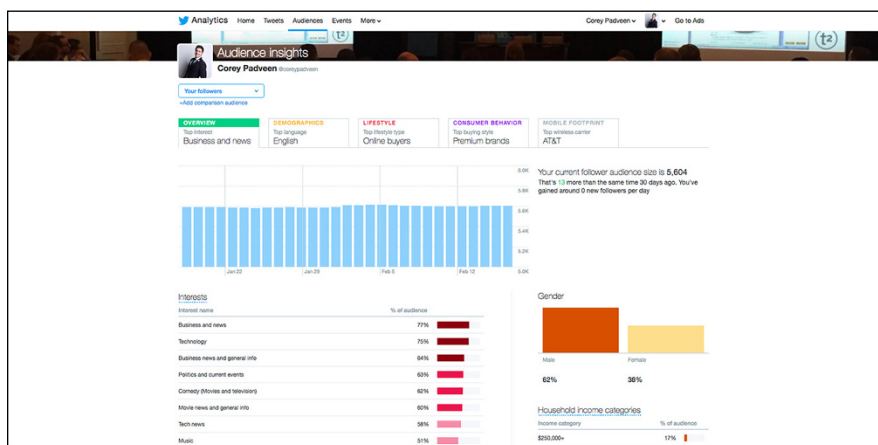 Analytics Home Tweets Audiences Events More Corey Padveen Go to Ads
t2
t2
Audience insights
Corey Padveen @coreypadveen
Your followers
+Add comparison audience
OVERVIEW
Top interest
Business and news
DEMOGRAPHICS
Top language
English
LIFESTYLE
Top lifestyle type
Online buyers
CONSUMER BEHAVIOR
Top buying style
Premium brands
MOBILE FOOTPRINT
Top wireless carrier
AT&T
6.0K
5.8K
5.6K
5.4K
5.2K
5.0K
Jan 22
Jan 29
Feb 5
Feb 12
Your current follower audience size is 5,604
That's 13 more than the same time 30 days ago. You've
gained around 0 new followers per day
Interests
Interest name % of audience
Business and news 77%
Technology 75%
Business news and general info 64%
Politics and current events 63%
Comedy (Movies and television) 62%
Movie news and general info 60%
Tech news 58%
Music 51%
Gender
Male Female
62% 38%
Household income categories
Income category % of audience
$250,000+ 17%